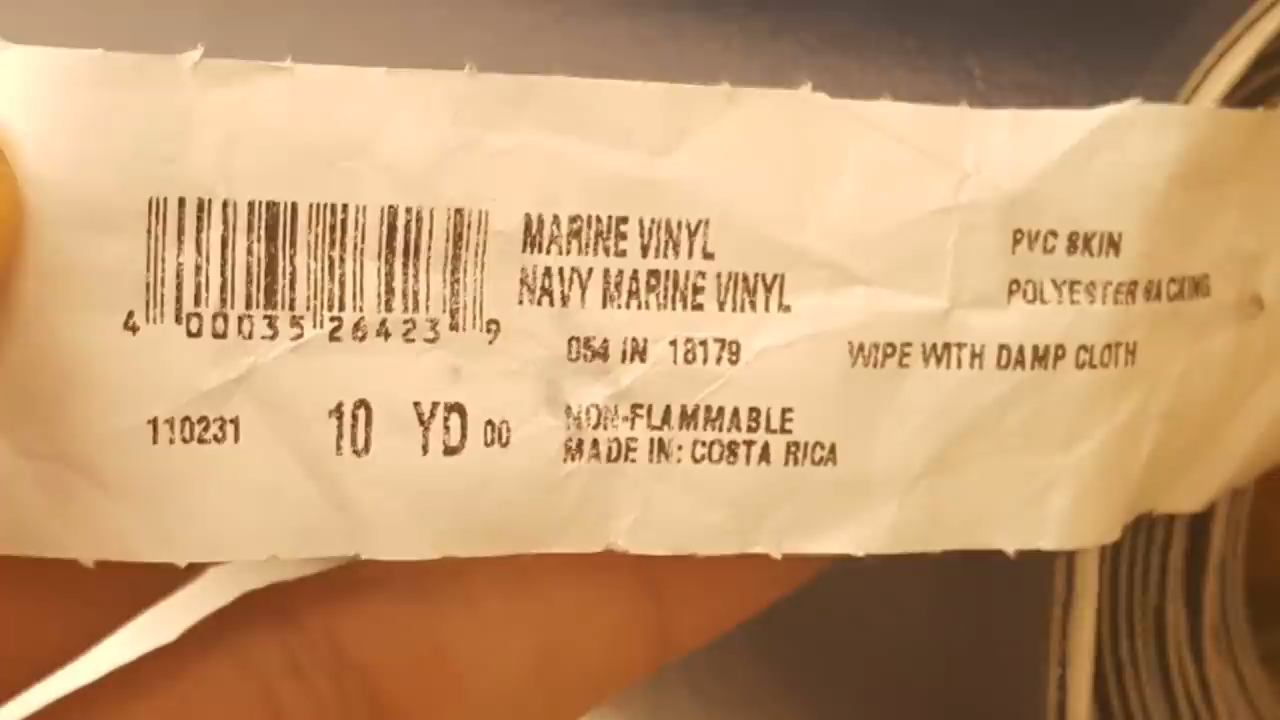 MARINE VINYL
NAVY MARINE VINYL
PVC SKIN
POLYESTER BACKING
4 00035 26423 9
054 IN 18179
WIPE WITH DAMP CLOTH
110231
10 YD 00
NON-FLAMMABLE
MADE IN: COSTA RICA